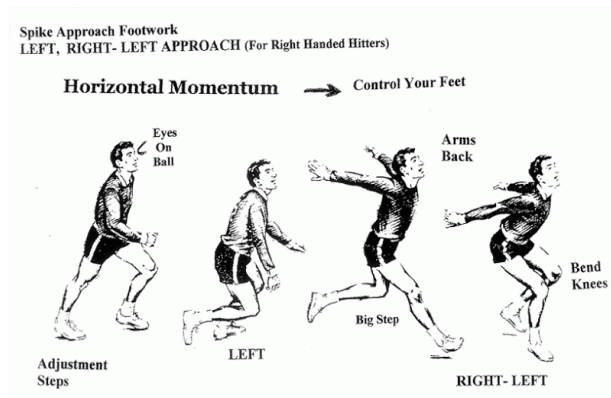 Spike Approach Footwork
LEFT, RIGHT- LEFT APPROACH (For Right Handed Hitters)
Horizontal Momentum
Control Your Feet
Eyes
On
Ball
Arms
Back
Bend
Knees
Big Step
LEFT
Adjustment
Steps
RIGHT- LEFT